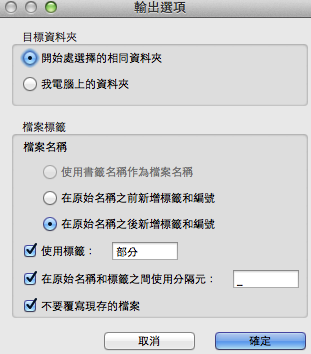 輸出選項
目標資料夾
開始處選擇的相同資料夾
我電腦上的資料夾
檔案標籤
檔案名稱
使用書籤名稱作為檔案名稱
在原始名稱之前新增標籤和編號
在原始名稱之後新增標籤和編號
使用標籤： 部分
在原始名稱和標籤之間使用分隔元： _
不要覆寫現存的檔案
取消 確定